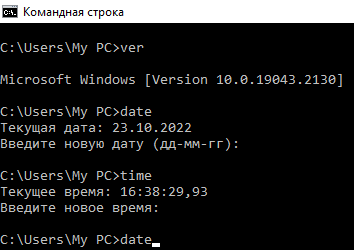 Командная строка
C:\Users\My PC>ver
Microsoft Windows [Version 10.0.19043.2130]
C:\Users\My PC>date
Текущая дата: 23.10.2022
Введите новую дату (дд-мм-гг):
C:\Users\My PC>time
Текущее время: 16:38:29,93
Введите новое время:
C:\Users\My PC>date